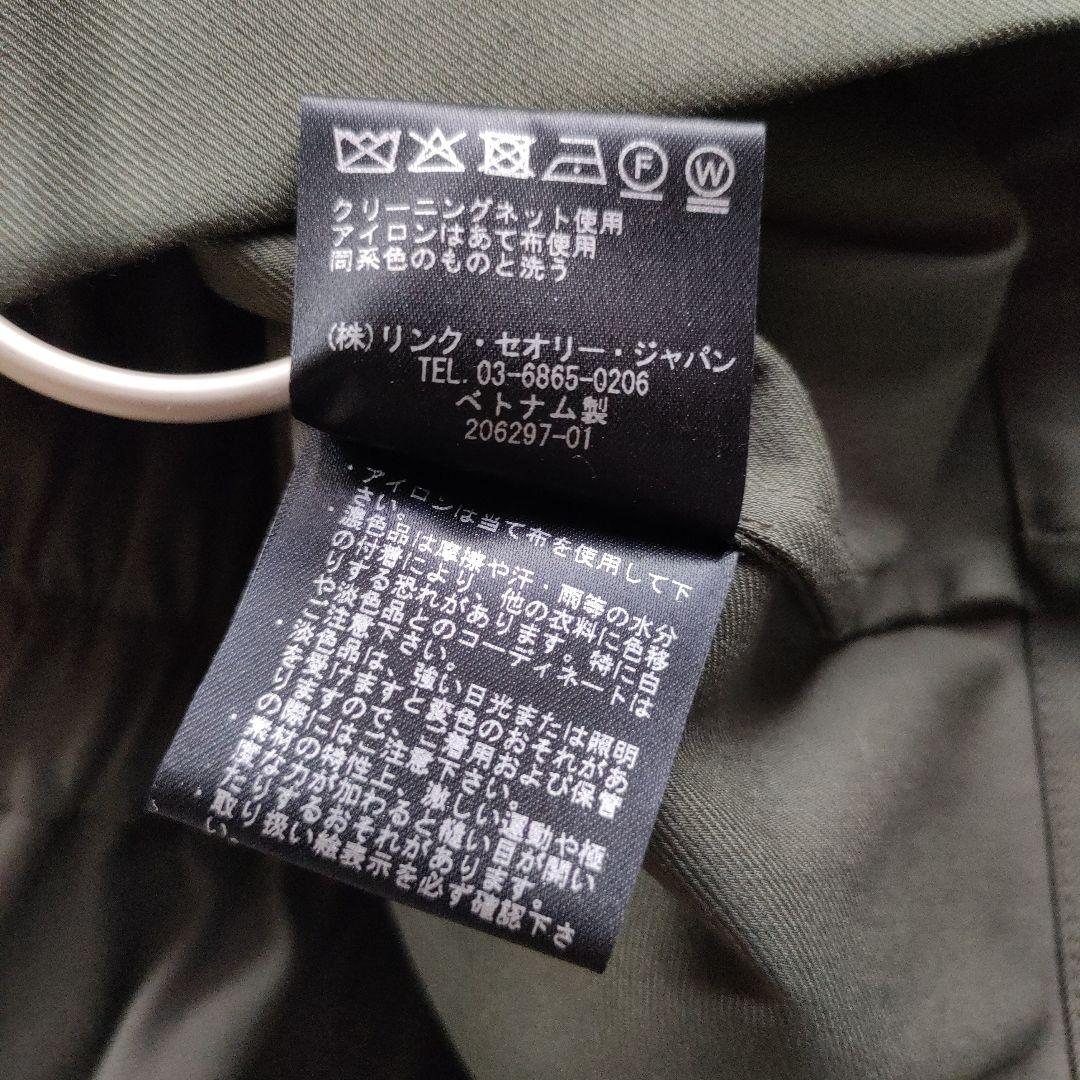 F W
クリーニングネット使用
アイロンはあて布使用
同系色のものと洗う
(株)リンク・セオリー・ジャパン
TEL. 03-6865-0206
ベトナム製
206297-01
・アイロンは当て布を使用して下
さい。
・濃色品は摩擦や汗・雨等の水分
の付着により、他の衣料に色移
りする恐れがあります。特に白
や淡色品とのコーディネートは
ご注意下さい。
・淡色品は、強い日光または照明
を受けますと変色のおそれがあ
りますので、ご着用および保管
の際にはご注意下さい。
・素材の特性上、激しい運動や極
度な力が加わると縫い目が開い
たりするおそれがあります。
・取り扱い絵表示を必ず確認下さ
い。